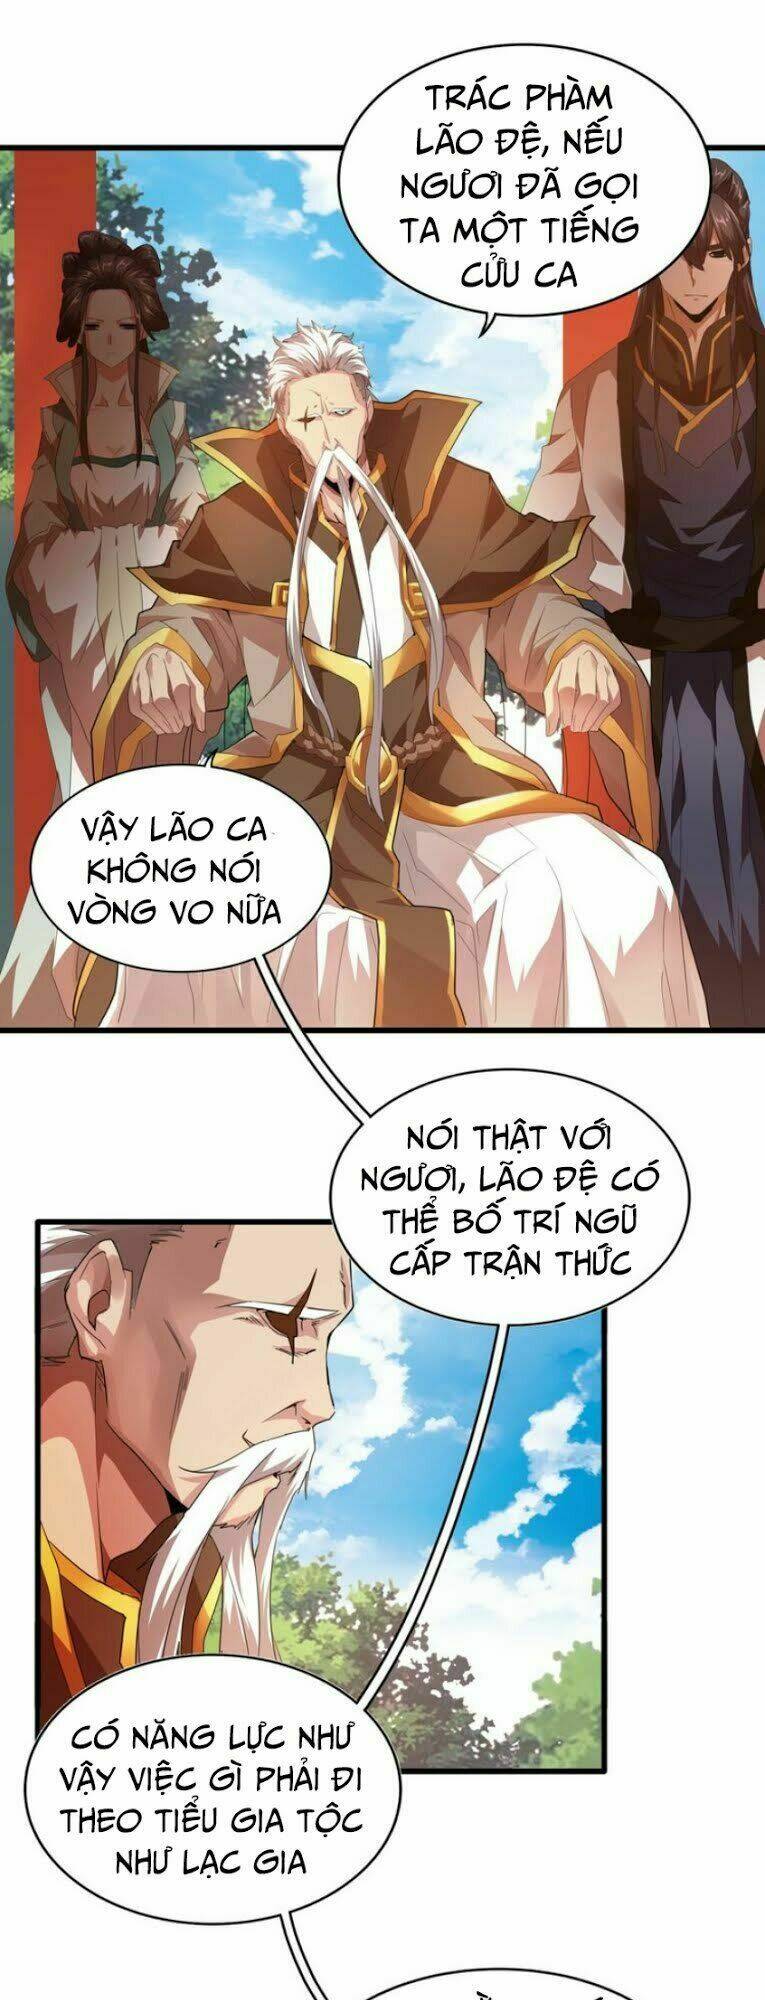 TRÁC PHÀM
LÃO ĐỆ, NẾU
NGƯƠI ĐÃ GỌI
TA MỘT TIẾNG
CỬU CA
VẬY LÃO CA
KHÔNG NÓI
VÒNG VO NỮA
NÓI THẬT VỚI
NGƯƠI, LÃO ĐỆ CÓ
THỂ BỐ TRÍ NGŨ
CẤP TRẬN THỨC
CÓ NĂNG LỰC NHƯ
VẬY VIỆC GÌ PHẢI ĐI
THEO TIỂU GIA TỘC
NHƯ LẠC GIA